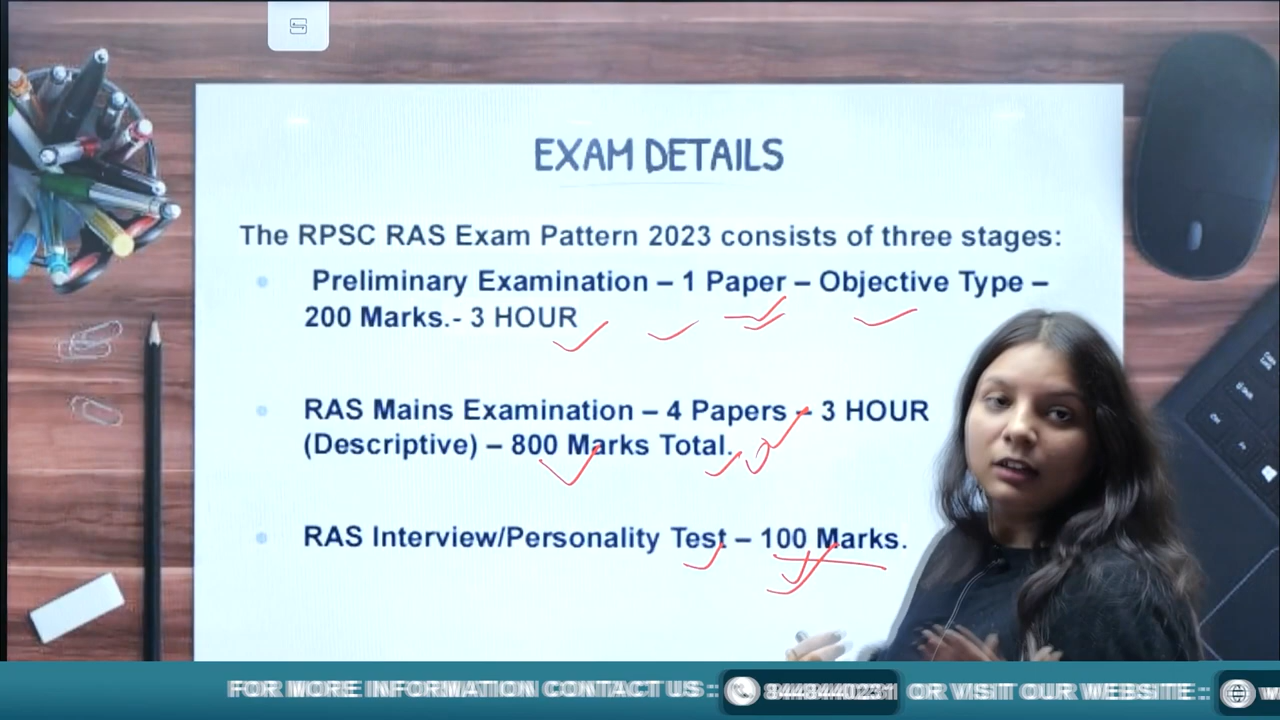 EXAM DETAILS
The RPSC RAS Exam Pattern 2023 consists of three stages:
Preliminary Examination – 1 Paper – Objective Type –
200 Marks.- 3 HOUR
RAS Mains Examination – 4 Papers – 3 HOUR
(Descriptive) – 800 Marks Total.
RAS Interview/Personality Test – 100 Marks.
FOR MORE INFORMATION CONTACT US :: OR VISIT OUR WEBSITE ::